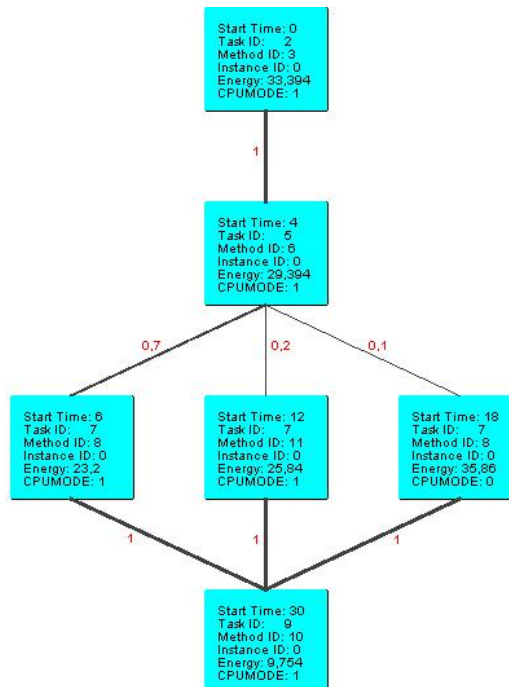 Start Time: 0
Task ID: 2
Method ID: 3
Instance ID: 0
Energy: 33,394
CPUMODE: 1
1
Start Time: 4
Task ID: 5
Method ID: 6
Instance ID: 0
Energy: 29,394
CPUMODE: 1
0,7
0,2
0,1
Start Time: 6
Task ID: 7
Method ID: 8
Instance ID: 0
Energy: 23,2
CPUMODE: 1
Start Time: 12
Task ID: 7
Method ID: 11
Instance ID: 0
Energy: 25,84
CPUMODE: 1
Start Time: 18
Task ID: 7
Method ID: 8
Instance ID: 0
Energy: 35,86
CPUMODE: 0
1
1
1
Start Time: 30
Task ID: 9
Method ID: 10
Instance ID: 0
Energy: 9,754
CPUMODE: 1